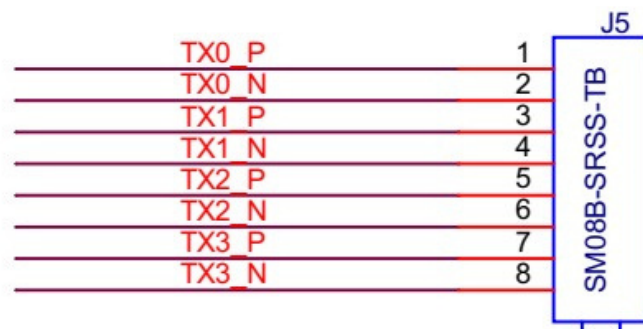 J5
TX0_P 1
TX0_N 2
TX1_P 3
TX1_N 4
TX2_P 5
TX2_N 6
TX3_P 7
TX3_N 8
SM08B-SRSS-TB